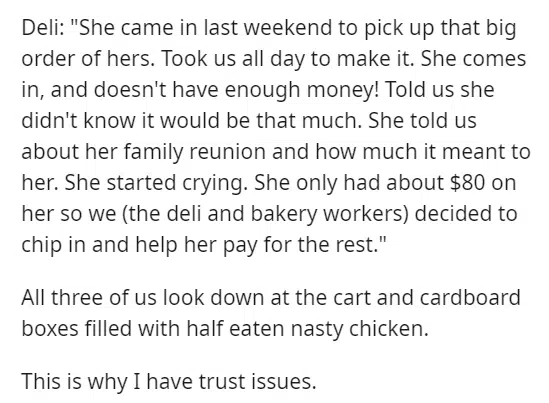 Deli: "She came in last weekend to pick up that big
order of hers. Took us all day to make it. She comes
in, and doesn't have enough money! Told us she
didn't know it would be that much. She told us
about her family reunion and how much it meant to
her. She started crying. She only had about $80 on
her so we (the deli and bakery workers) decided to
chip in and help her pay for the rest."
All three of us look down at the cart and cardboard
boxes filled with half eaten nasty chicken.
This is why I have trust issues.